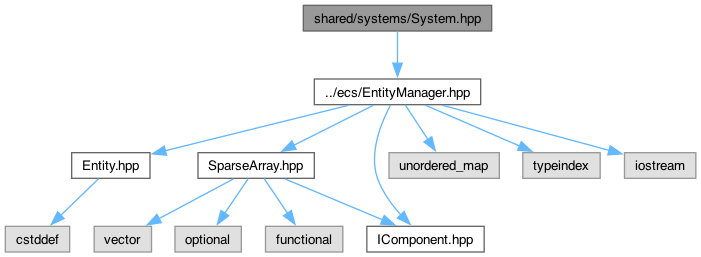 shared/systems/System.hpp
../ecs/EntityManager.hpp
Entity.hpp
SparseArray.hpp
unordered_map
typeindex
iostream
cstddef
vector
optional
functional
IComponent.hpp